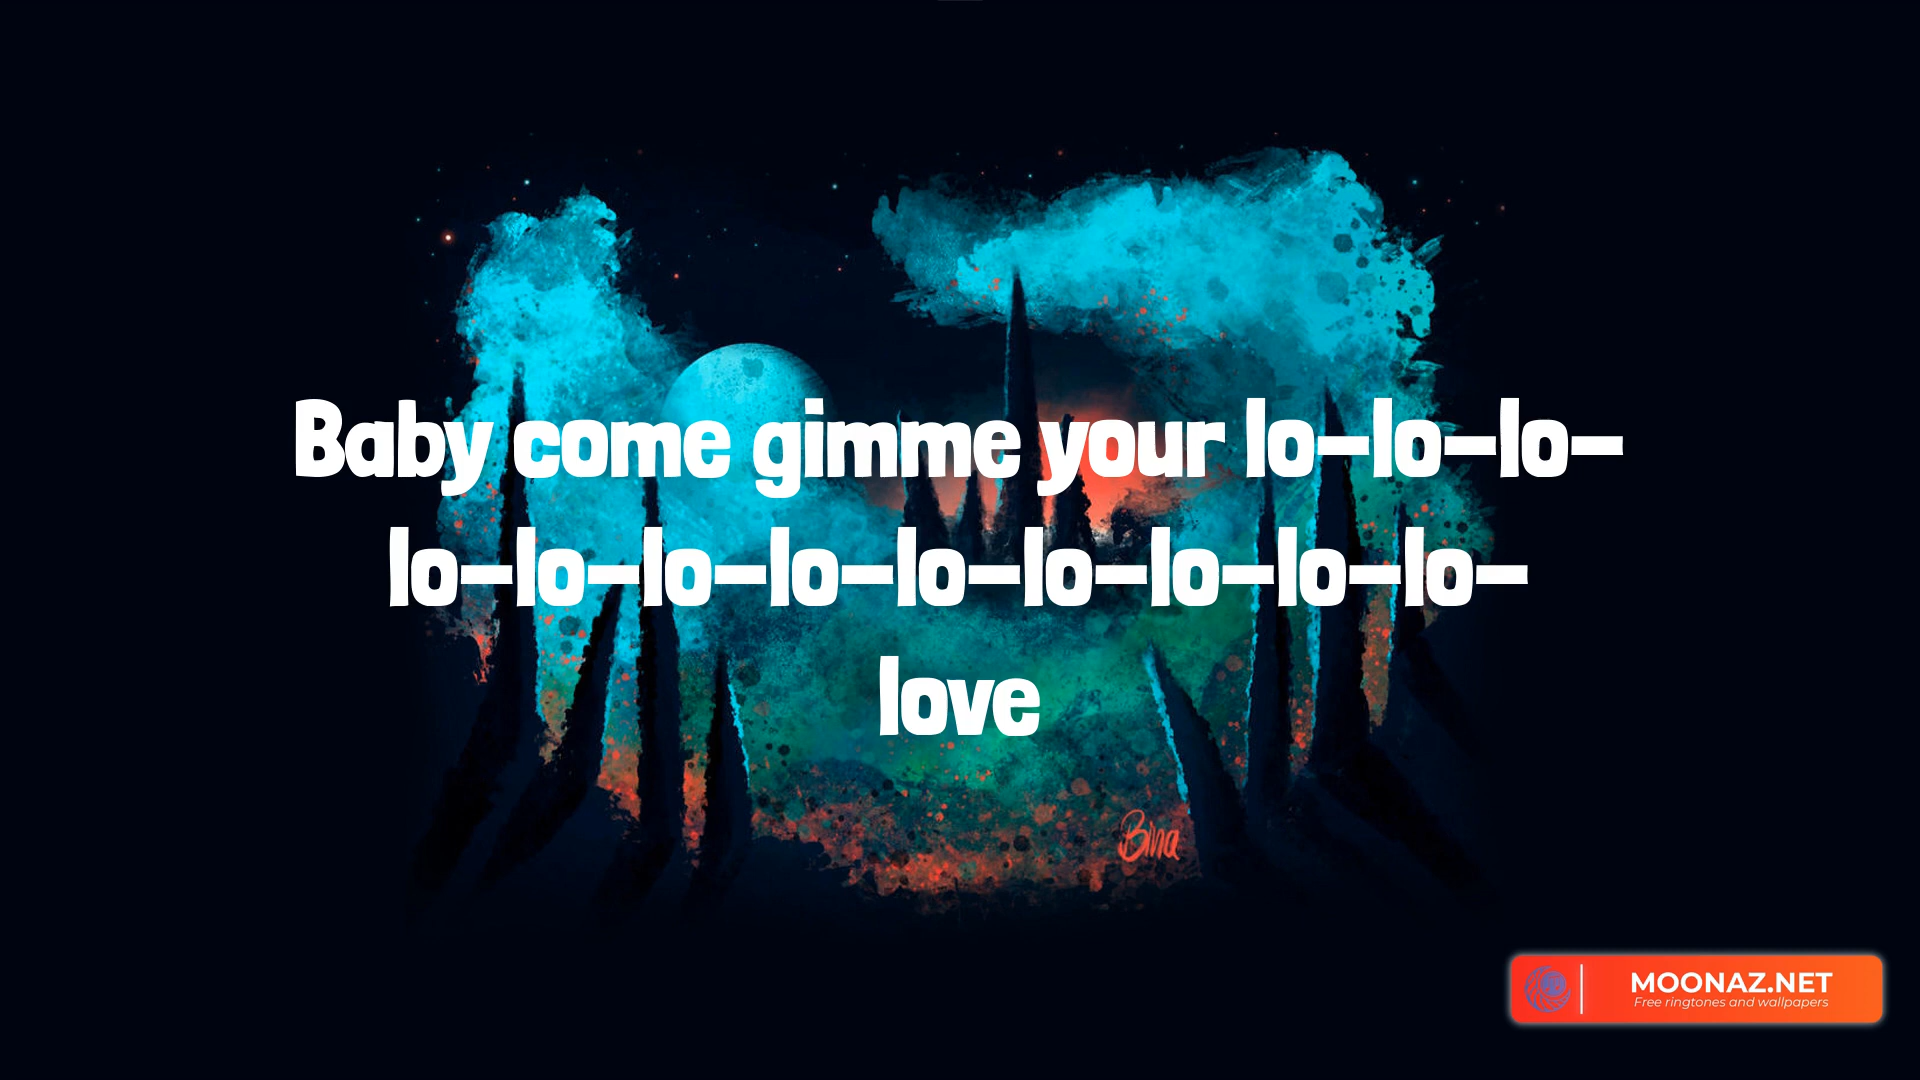 Baby come gimme your lo-lo-lo-
lo-lo-lo-lo-lo-lo-lo-lo-lo-
love
Bina
MOONAZ.NET
Free ringtones and wallpapers